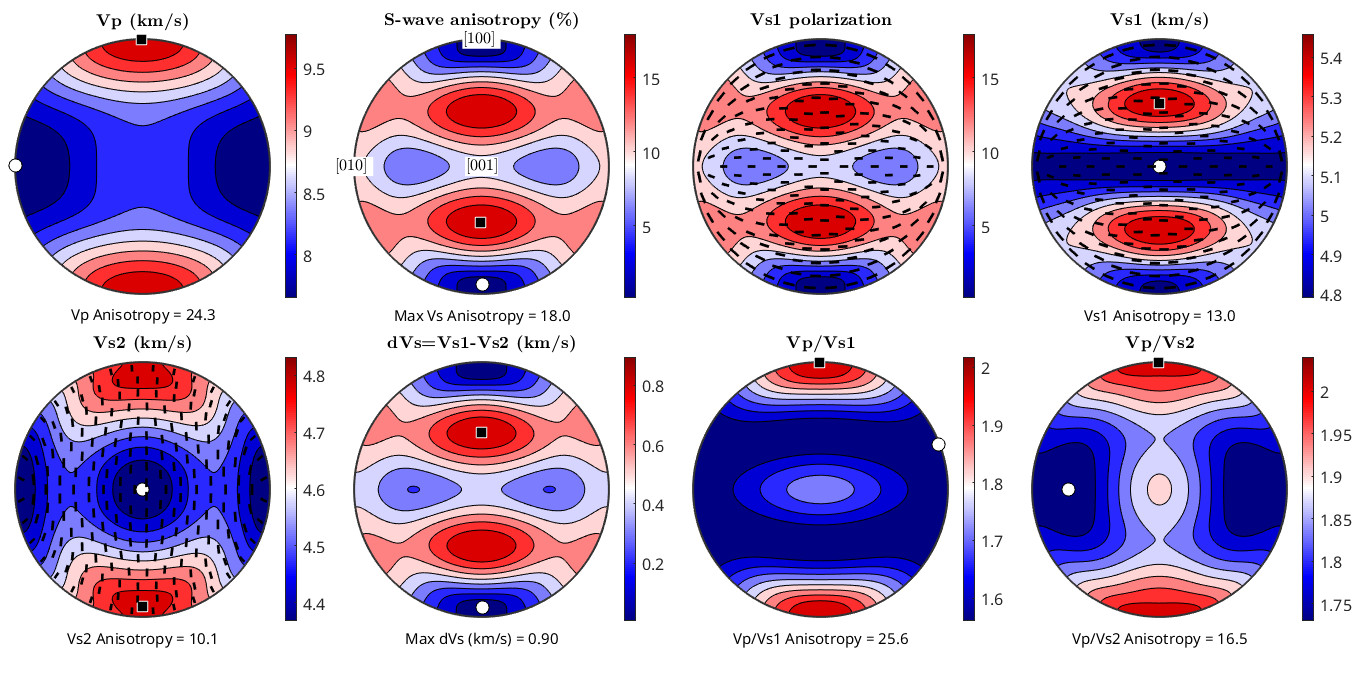 Vp (km/s)
9.5
9
8.5
8
Vp Anisotropy = 24.3
S-wave anisotropy (%)
[100]
[010]
[001]
15
10
5
Max Vs Anisotropy = 18.0
Vs1 polarization
15
10
5
Vs1 (km/s)
5.4
5.3
5.2
5.1
5
4.9
4.8
Vs1 Anisotropy = 13.0
Vs2 (km/s)
4.8
4.7
4.6
4.5
4.4
Vs2 Anisotropy = 10.1
dVs=Vs1-Vs2 (km/s)
0.8
0.6
0.4
0.2
Max dVs (km/s) = 0.90
Vp/Vs1
2
1.9
1.8
1.7
1.6
Vp/Vs1 Anisotropy = 25.6
Vp/Vs2
2
1.95
1.9
1.85
1.8
1.75
Vp/Vs2 Anisotropy = 16.5